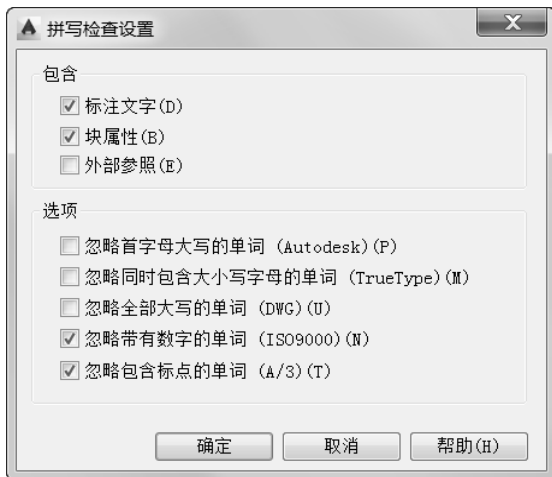 拼写检查设置
包含
标注文字(D)
块属性(B)
外部参照(E)
选项
忽略首字母大写的单词 (Autodesk)(P)
忽略同时包含大小写字母的单词 (TrueType)(M)
忽略全部大写的单词 (DWG)(U)
忽略带有数字的单词 (ISO9000)(N)
忽略包含标点的单词 (A/3)(T)
确定 取消 帮助(H)